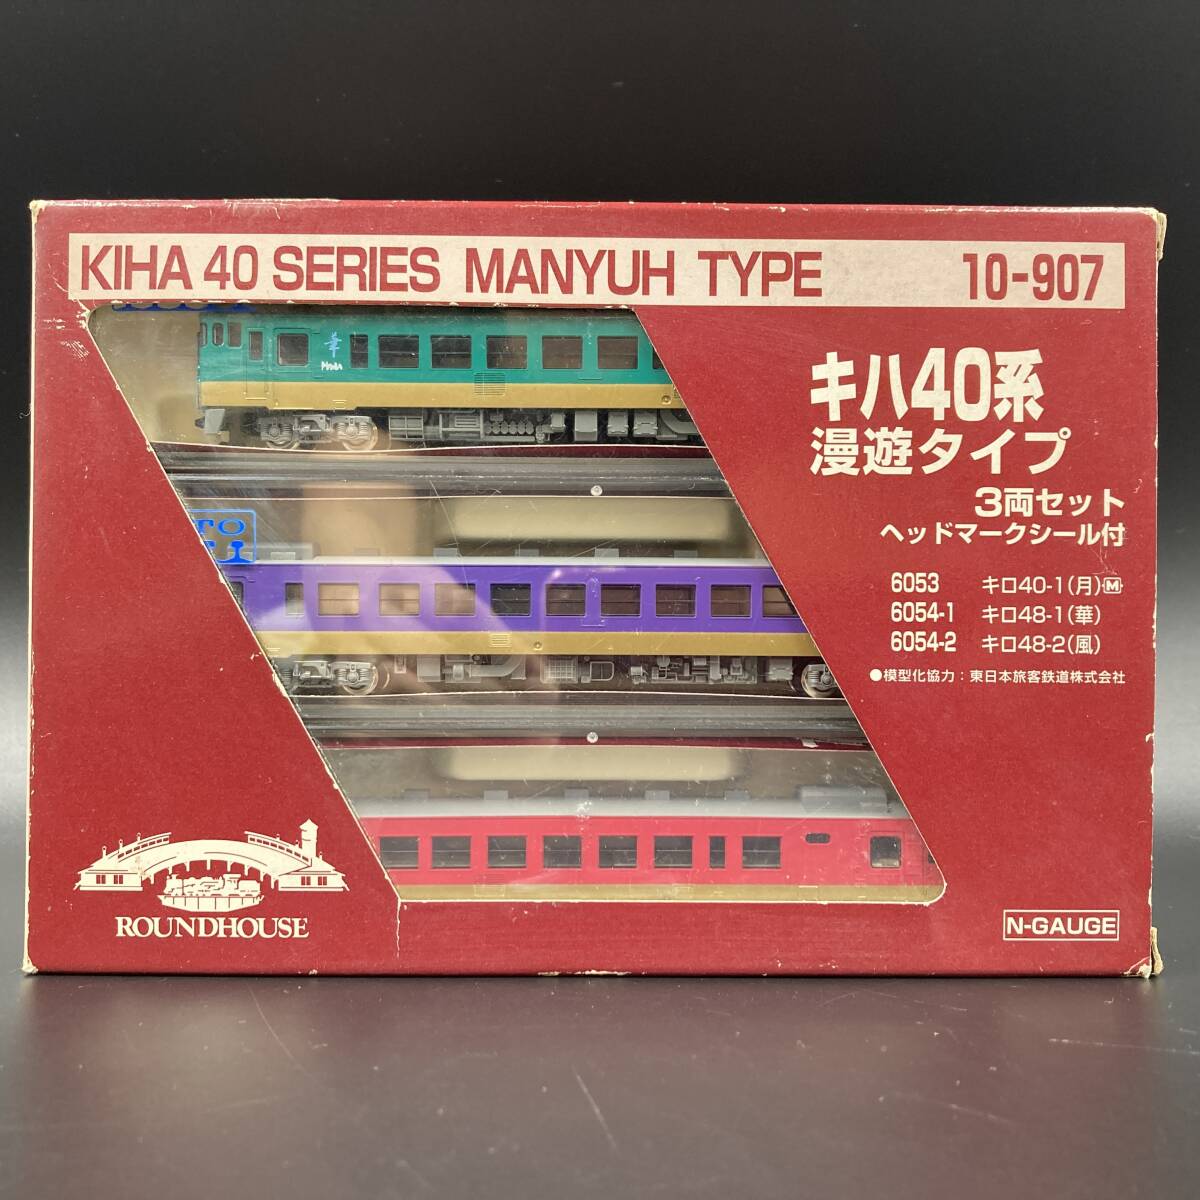 KIHA 40 SERIES MANYUH TYPE 10-907
キハ40系
漫遊タイプ
3両セット
ヘッドマークシール付
6053 キロ40-1(月)M
6054-1 キロ48-1(華)
6054-2 キロ48-2(風)
●模型化協力：東日本旅客鉄道株式会社
華
ROUNDHOUSE
N-GAUGE